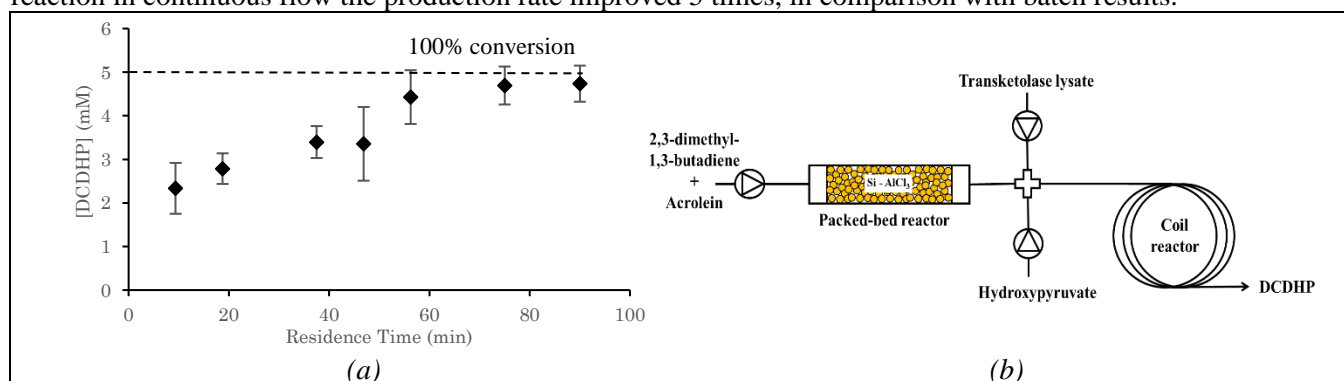 reaction in continuous flow the production rate improved 3 times, in comparison with batch results.
6
100% conversion
5
4
3
2
1
0
[DCDHP] (mM)
0 20 40 60 80 100
Residence Time (min)
(a)
Transketolase lysate
2,3-dimethyl-
1,3-butadiene
+
Acrolein
Si - AlCl3
Packed-bed reactor
Hydroxypyruvate
Coil
reactor
DCDHP
(b)